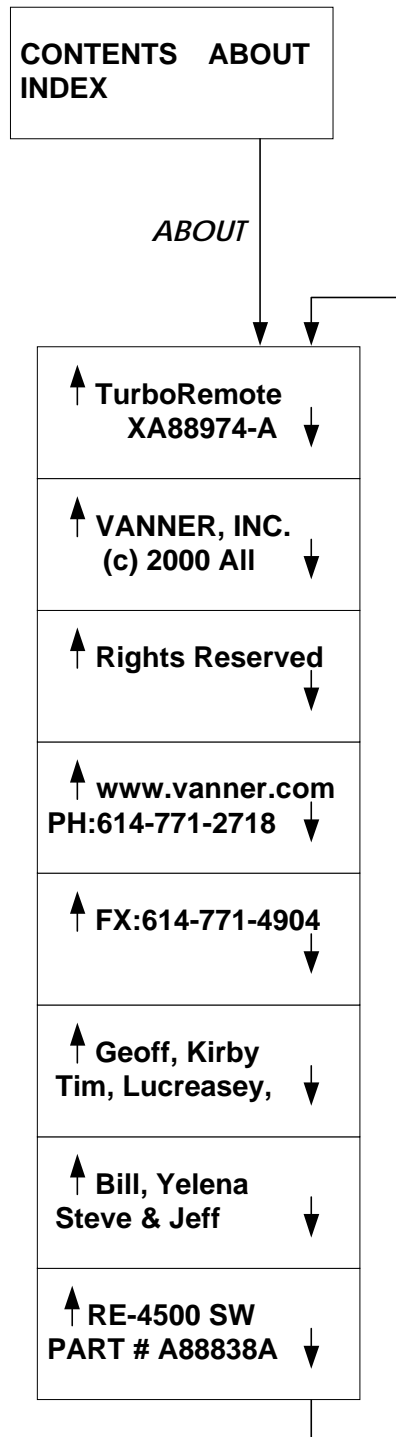 CONTENTS ABOUT
INDEX
ABOUT
TurboRemote
XA88974-A
VANNER, INC.
(c) 2000 All
Rights Reserved
www.vanner.com
PH:614-771-2718
FX:614-771-4904
Geoff, Kirby
Tim, Lucreasey,
Bill, Yelena
Steve & Jeff
RE-4500 SW
PART # A88838A